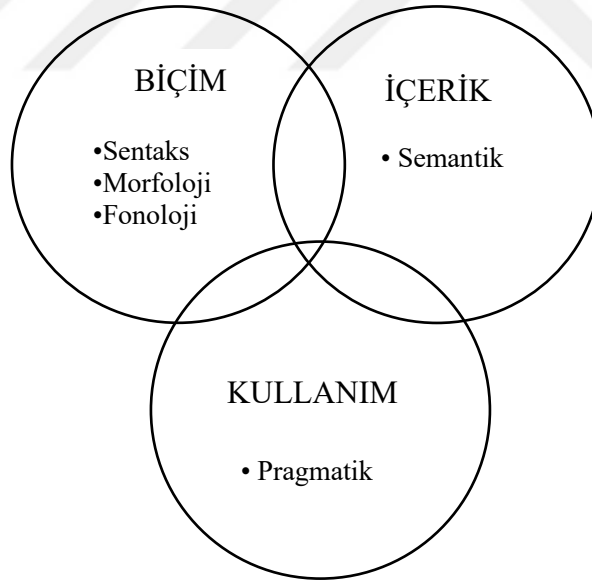 BİÇİM
•Sentaks
•Morfoloji
•Fonoloji
İÇERİK
• Semantik
KULLANIM
• Pragmatik